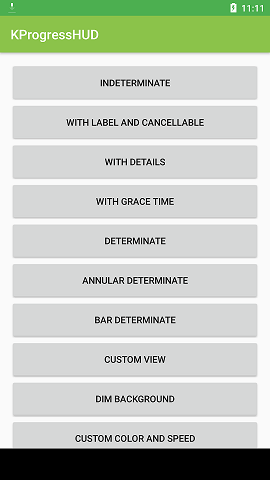 11:11
KProgressHUD
INDETERMINATE
WITH LABEL AND CANCELLABLE
WITH DETAILS
WITH GRACE TIME
DETERMINATE
ANNULAR DETERMINATE
BAR DETERMINATE
CUSTOM VIEW
DIM BACKGROUND
CUSTOM COLOR AND SPEED